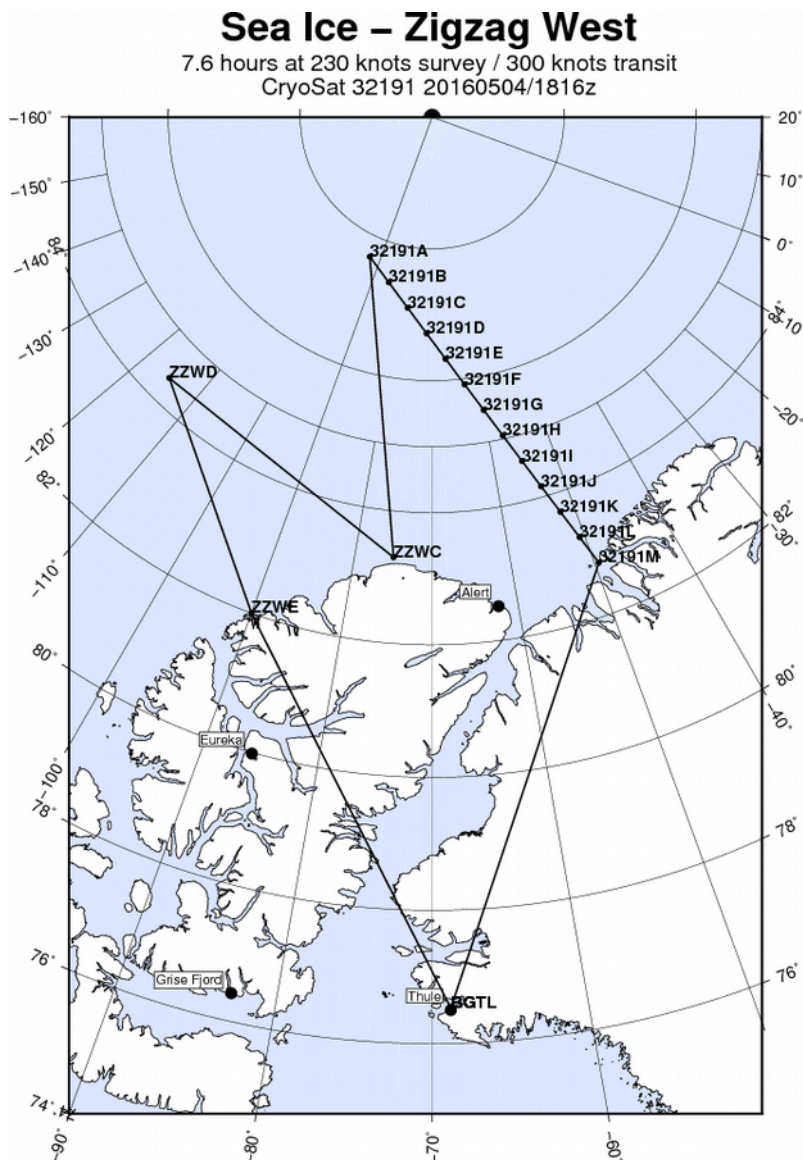 Sea Ice – Zigzag West
7.6 hours at 230 knots survey / 300 knots transit
CryoSat 32191 20160504/1816z
−160° 20°
−150° 10°
−140° 84° 0°
−130° 84° −10°
−120° −20°
82° 82°
−30°
−110°
80° 80°
−40°
−100°
78° 78°
76° 76°
74°
−90° −80° −70° −60°
32191A
32191B
32191C
32191D
32191E
32191F
32191G
32191H
32191I
32191J
32191K
32191L
32191M
ZZWD
ZZWC
ZZWE
Alert
Eureka
Grise Fjord
Thule
BGTL